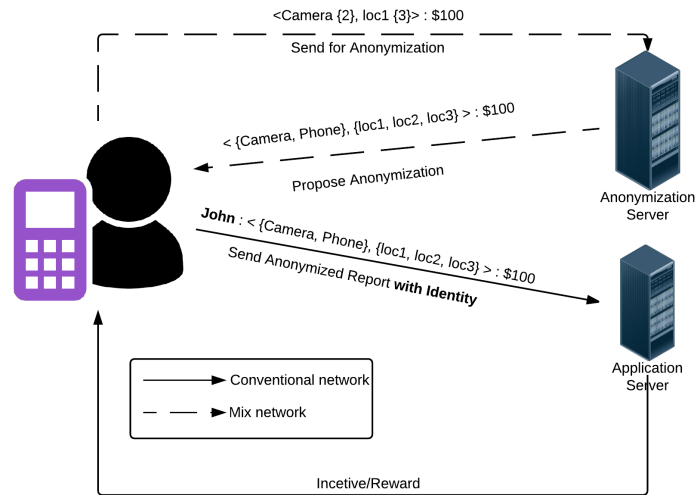 <Camera {2}, loc1 {3}> : $100
Send for Anonymization
< {Camera, Phone}, {loc1, loc2, loc3} > : $100
Propose Anonymization
Anonymization
Server
John : < {Camera, Phone}, {loc1, loc2, loc3} > : $100
Send Anonymized Report with Identity
Application
Server
Conventional network
Mix network
Incetive/Reward